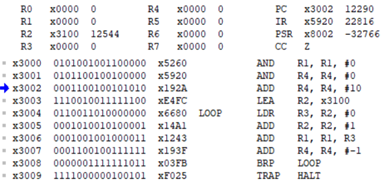 R0 x0000 0 R4 x0000 0 PC x3002 12290
R1 x0000 0 R5 x0000 0 IR x5920 22816
R2 x3100 12544 R6 x0000 0 PSR x8002 -32766
R3 x0000 0 R7 x0000 0 CC Z
x3000 0101001001100000 x5260 AND R1, R1, #0
x3001 0101100100100000 x5920 AND R4, R4, #0
x3002 0001100100101010 x192A ADD R4, R4, #10
x3003 1110010011111100 xE4FC LEA R2, x3100
x3004 0110011010000000 x6680 LOOP LDR R3, R2, #0
x3005 0001010010100001 x14A1 ADD R2, R2, #1
x3006 0001001001000011 x1243 ADD R1, R1, R3
x3007 0001100100111111 x193F ADD R4, R4, #-1
x3008 0000001111111011 x03FB BRP LOOP
x3009 1111000000100101 xF025 TRAP HALT